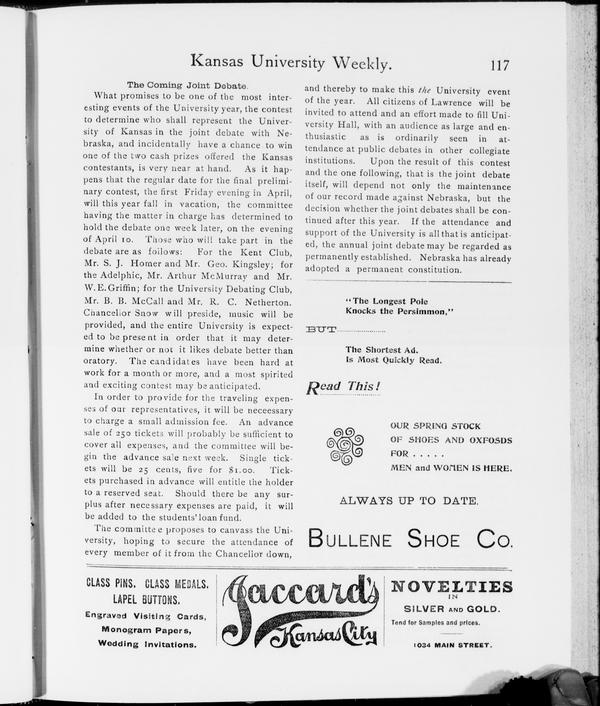 Kansas University Weekly. 117
The Coming Joint Debate.
What promises to be one of the most inter-
esting events of the University year, the contest
to determine who shall represent the Univer-
sity of Kansas in the joint debate with Ne-
braska, and incidentally have a chance to win
one of the two cash prizes offered the Kansas
contestants, is very near at hand. As it hap-
pens that the regular date for the final prelimi-
nary contest, the first Friday evening in April,
will this year fall in vacation, the committee
having the matter in charge has determined to
hold the debate one week later, on the evening
of April 10. Those who will take part in the
debate are as follows: For the Kent Club,
Mr. S. J. Homer and Mr. Geo. Kingsley; for
the Adelphic, Mr. Arthur McMurray and Mr.
W. E. Griffin; for the University Debating Club,
Mr. B. B. McCall and Mr. R. C. Netherton.
Chancellor Snow will preside, music will be
provided, and the entire University is expect-
ed to be present in order that it may deter-
mine whether or not it likes debate better than
oratory. The candidates have been hard at
work for a month or more, and a most spirited
and exciting contest may be anticipated.
In order to provide for the traveling expen-
ses of our representatives, it will be neceessary
to charge a small admission fee. An advance
sale of 250 tickets will probably be sufficient to
cover all expenses, and the committee will be-
gin the advance sale next week. Single tick-
ets will be 25 cents, five for $1.00. Tick-
ets purchased in advance will entitle the holder
to a reserved seat. Should there be any sur-
plus after necessary expenses are paid, it will
be added to the students' loan fund.
The committee proposes to canvass the Uni-
versity, hoping to secure the attendance of
every member of it from the Chancellor down,
and thereby to make this the University event
of the year. All citizens of Lawrence will be
invited to attend and an effort made to fill Uni-
versity Hall, with an audience as large and en-
thusiastic as is ordinarily seen in at-
tendance at public debates in other collegiate
institutions. Upon the result of this contest
and the one following, that is the joint debate
itself, will depend not only the maintenance
of our record made against Nebraska, but the
decision whether the joint debates shall be con-
tinued after this year. If the attendance and
support of the University is all that is anticipat-
ed, the annual joint debate may be regarded as
permanently established. Nebraska has already
adopted a permanent constitution.
"The Longest Pole
Knocks the Persimmon,"
BUT
The Shortest Ad.
Is Most Quickly Read.
Read This!
OUR SPRING STOCK
OF SHOES AND OXFOSDS
FOR . . . . .
MEN and WOMEN IS HERE.
ALWAYS UP TO DATE.
BULLENE SHOE CO.
CLASS PINS. CLASS MEDALS.
LAPEL BUTTONS.
Engraved Visiting Cards,
Monogram Papers,
Wedding Invitations.
Jaccard's
Kansas City
NOVELTIES
IN
SILVER AND GOLD.
Tend for Samples and prices.
1034 MAIN STREET.